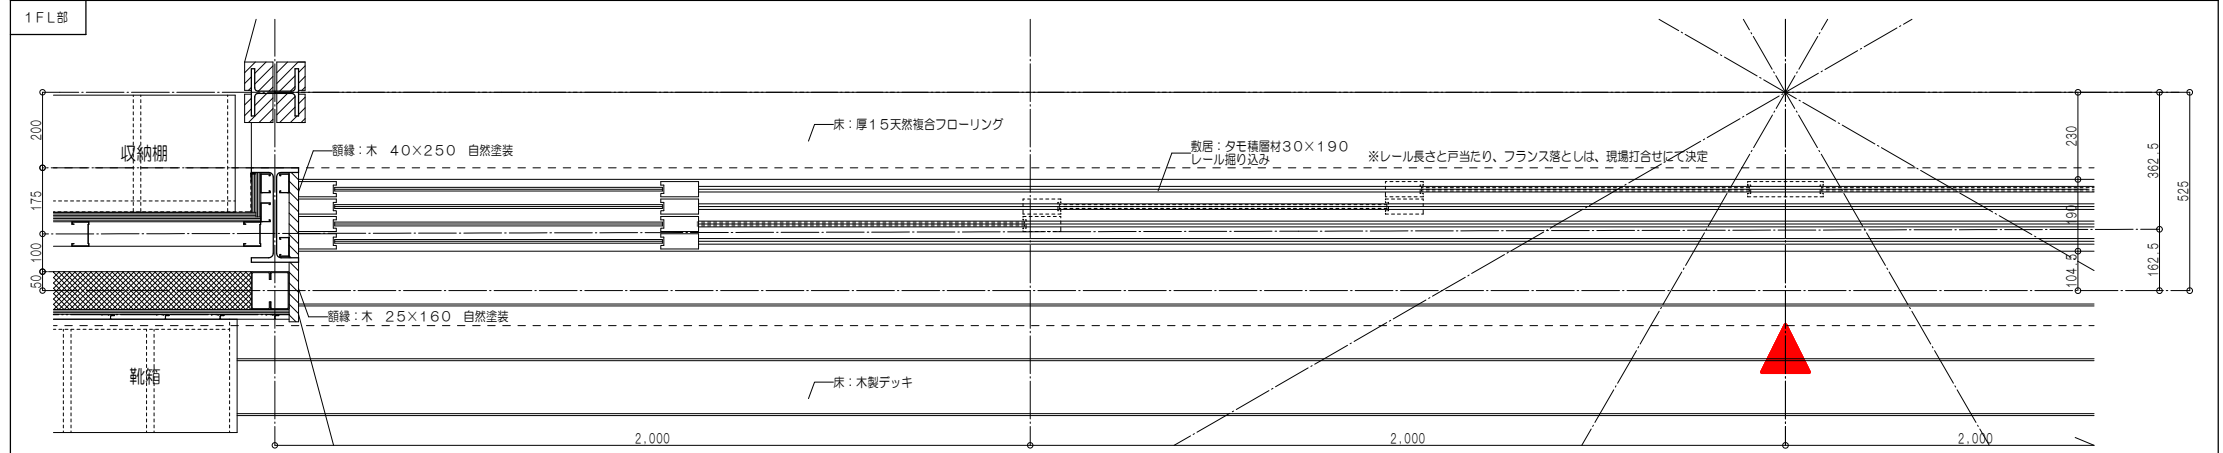 1FL部
床：厚15天然複合フローリング
額縁：木　40×250　自然塗装
敷居：タモ積層材30×190
レール掘り込み
※レール長さと戸当たり、フランス落としは、現場打合せにて決定
収納棚
200
175
100
50
230
190
104.5
362.5
162.5
525
額縁：木　25×160　自然塗装
靴箱
床：木製デッキ
2,000
2,000
2,000